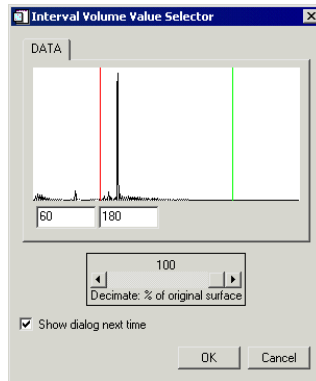 Interval Volume Value Selector
DATA
60 180
100
Decimate: % of original surface
Show dialog next time
OK Cancel